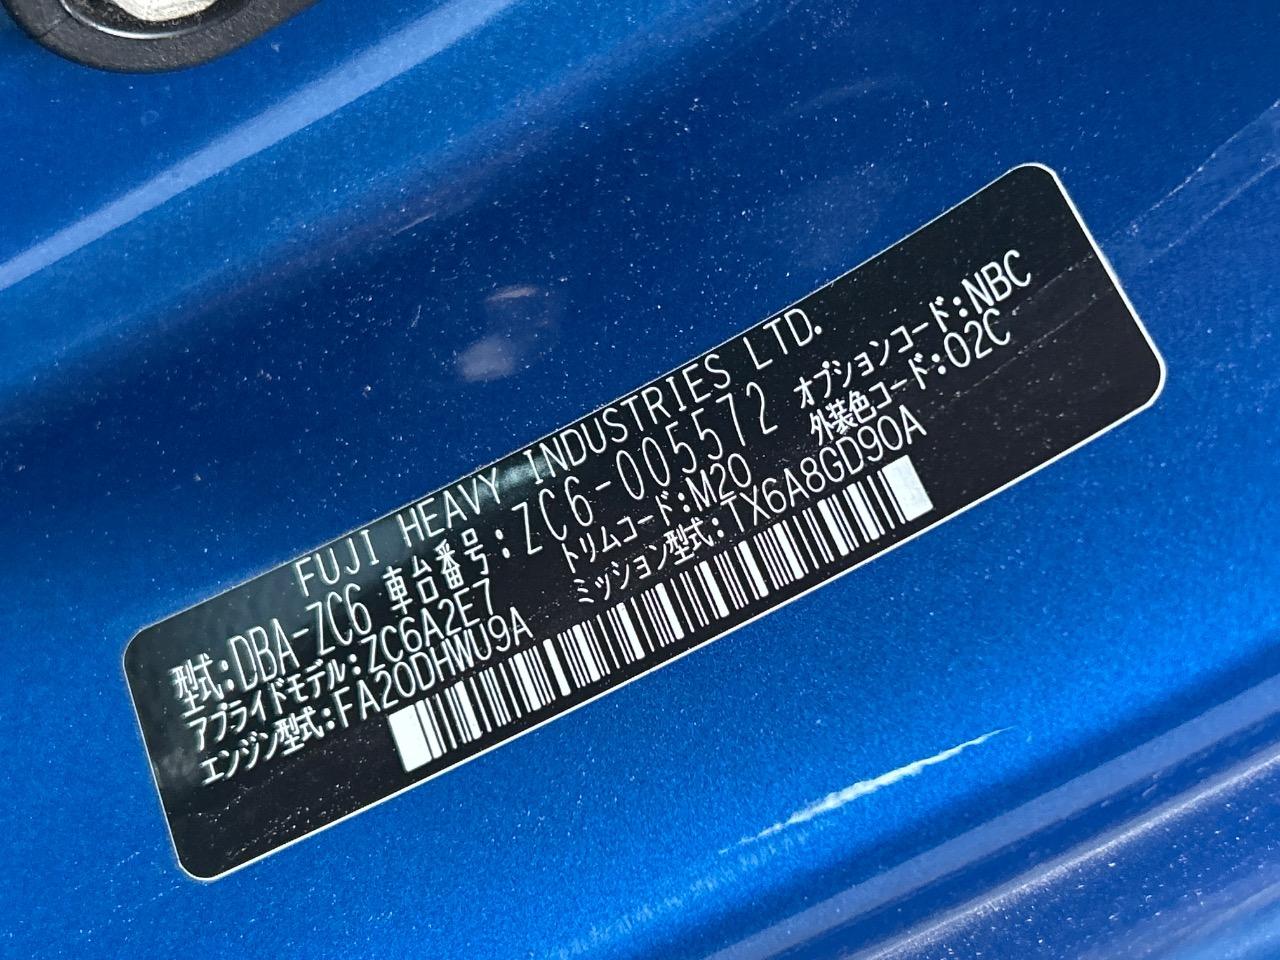 FUJI HEAVY INDUSTRIES LTD.
型式:DBA-ZC6 車台番号:ZC6-005572
アプライドモデル:ZC6A2E7 トリムコード:M20 オプションコード:NBC
エンジン型式:FA20DHWU9A ミッション型式:TX6A8GD90A 外装色コード:02C